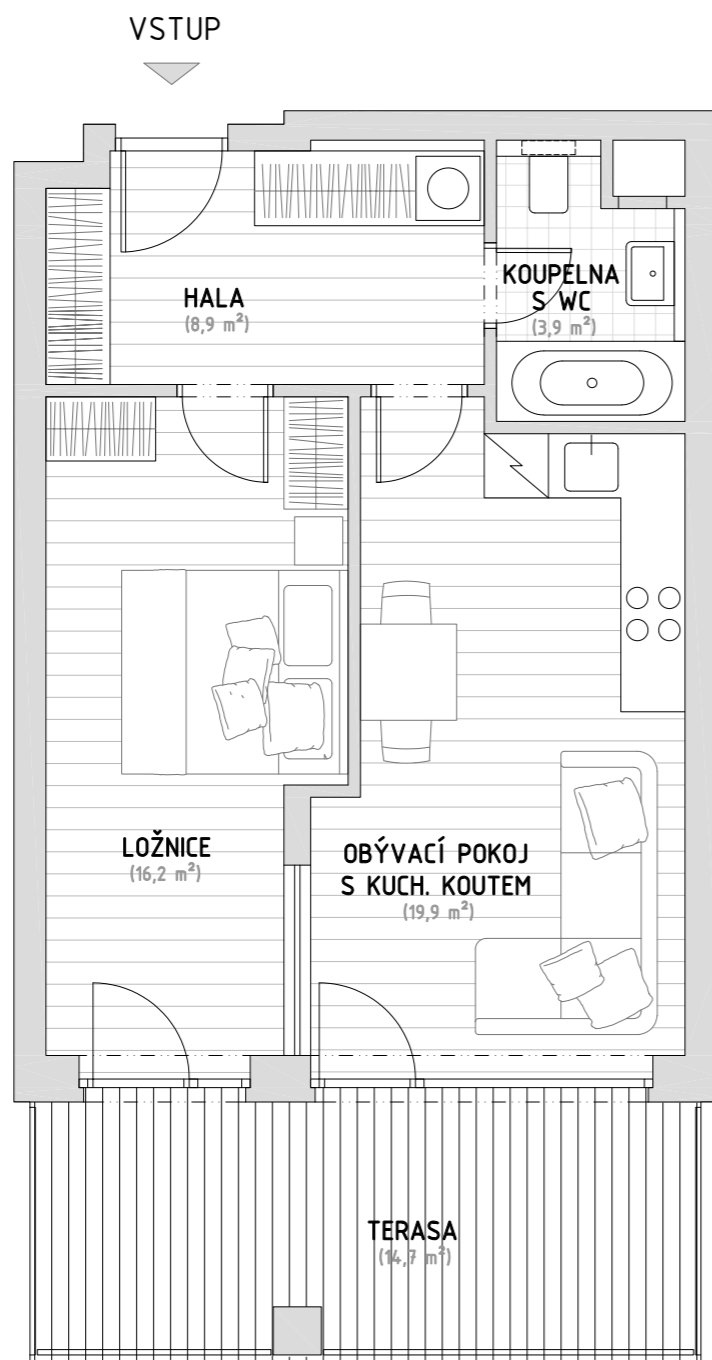 VSTUP
HALA
(8,9 m²)
KOUPELNA
S WC
(3,9 m²)
LOŽNICE
(16,2 m²)
OBÝVACÍ POKOJ
S KUCH. KOUTEM
(19,9 m²)
TERASA
(14,7 m²)